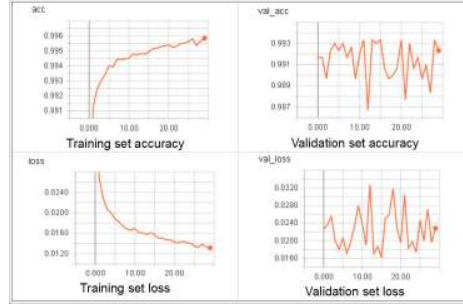 acc
0.996
0.995
0.994
0.993
0.992
0.981
0.000 10.00 20.00
Training set accuracy
val_acc
0.993
0.991
0.989
0.987
0.000 10.00 20.00
Validation set accuracy
loss
0.0240
0.0200
0.0160
0.0120
0.000 10.00 20.00
Training set loss
val_loss
0.0320
0.0280
0.0240
0.0200
0.0160
0.000 10.00 20.00
Validation set loss